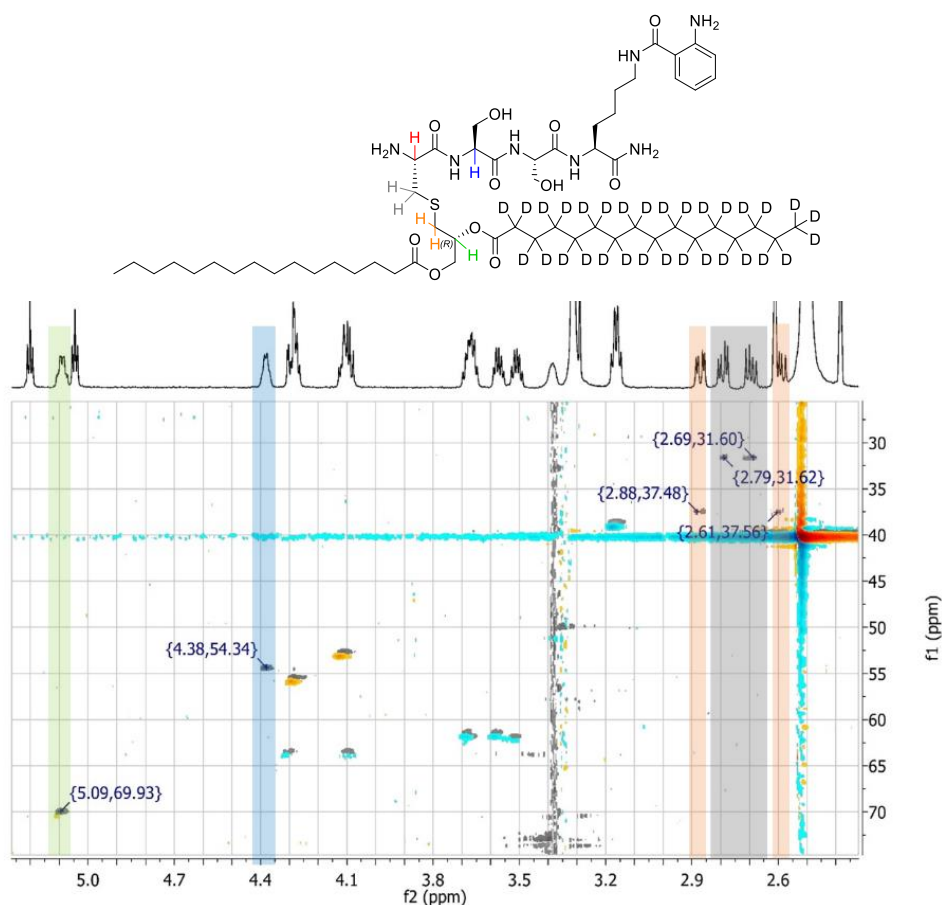 O
NH₂
HN
OH
O
H
H
N
O
H₂N
N
H
H
O
N
H
OH
O
NH₂
H
H
S
H
H
(R)
H
O
O
O
O
D D D D D D D D D D D D D D
D
D
D D D D D D D D D D D D D D
{2.69,31.60}
{2.79,31.62}
{2.88,37.48}
{2.61,37.56}
{4.38,54.34}
{5.09,69.93}
30
35
40
45
50
55
60
65
70
f1 (ppm)
5.0 4.7 4.4 4.1 3.8 3.5 3.2 2.9 2.6
f2 (ppm)